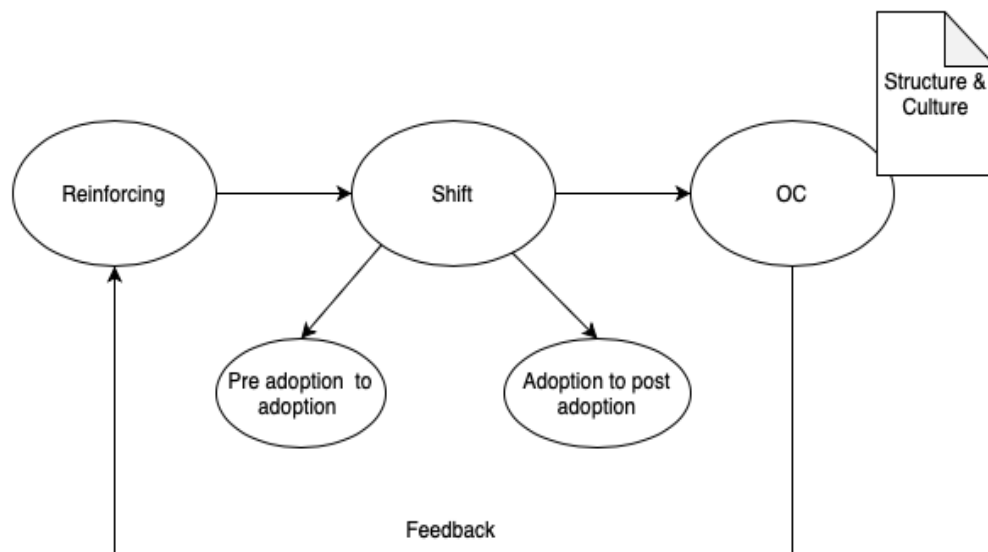 Structure &
Culture
Reinforcing
Shift
OC
Pre adoption to
adoption
Adoption to post
adoption
Feedback